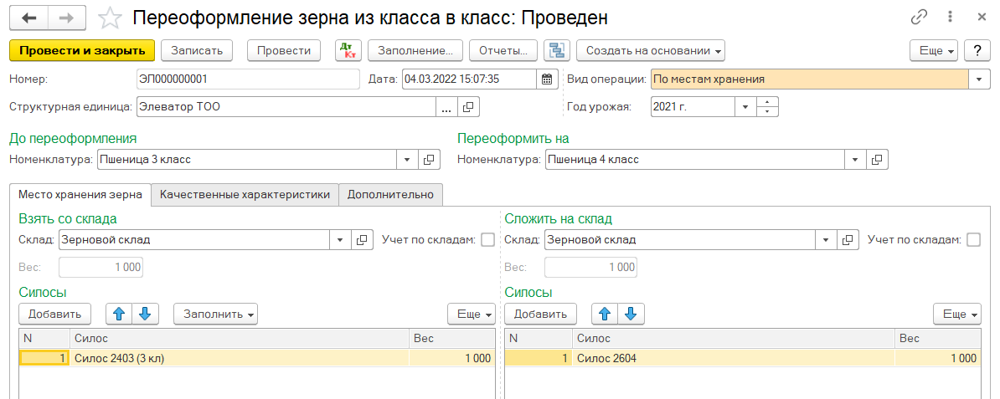 Переоформление зерна из класса в класс: Проведен
Провести и закрыть Записать Провести Дт Кт Заполнение... Отчеты... Создать на основании Еще ?
Номер: ЭЛ000000001 Дата: 04.03.2022 15:07:35 Вид операции: По местам хранения
Структурная единица: Элеватор ТОО ... Год урожая: 2021 г.
До переоформления Переоформить на
Номенклатура: Пшеница 3 класс Номенклатура: Пшеница 4 класс
Место хранения зерна Качественные характеристики Дополнительно
Взять со склада Сложить на склад
Склад: Зерновой склад Учет по складам: Склад: Зерновой склад Учет по складам:
Вес: 1 000 Вес: 1 000
Силосы Силосы
Добавить Заполнить Еще Добавить Еще
N Силос Вес N Силос Вес
1 Силос 2403 (3 кл) 1 000 1 Силос 2604 1 000